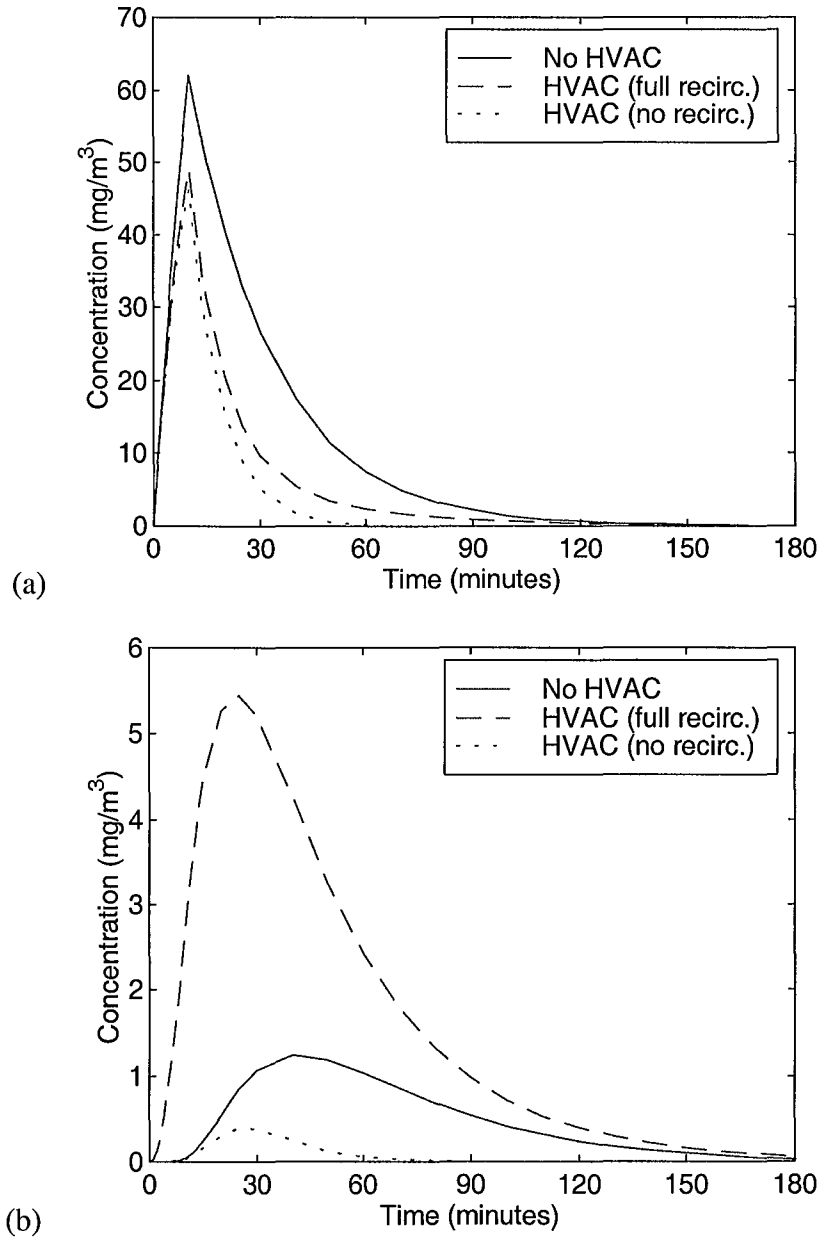 70
60
50
40
30
20
10
0
Concentration (mg/m³)
No HVAC
HVAC (full recirc.)
HVAC (no recirc.)
0 30 60 90 120 150 180
Time (minutes)
(a)
6
5
4
3
2
1
0
Concentration (mg/m³)
No HVAC
HVAC (full recirc.)
HVAC (no recirc.)
0 30 60 90 120 150 180
Time (minutes)
(b)